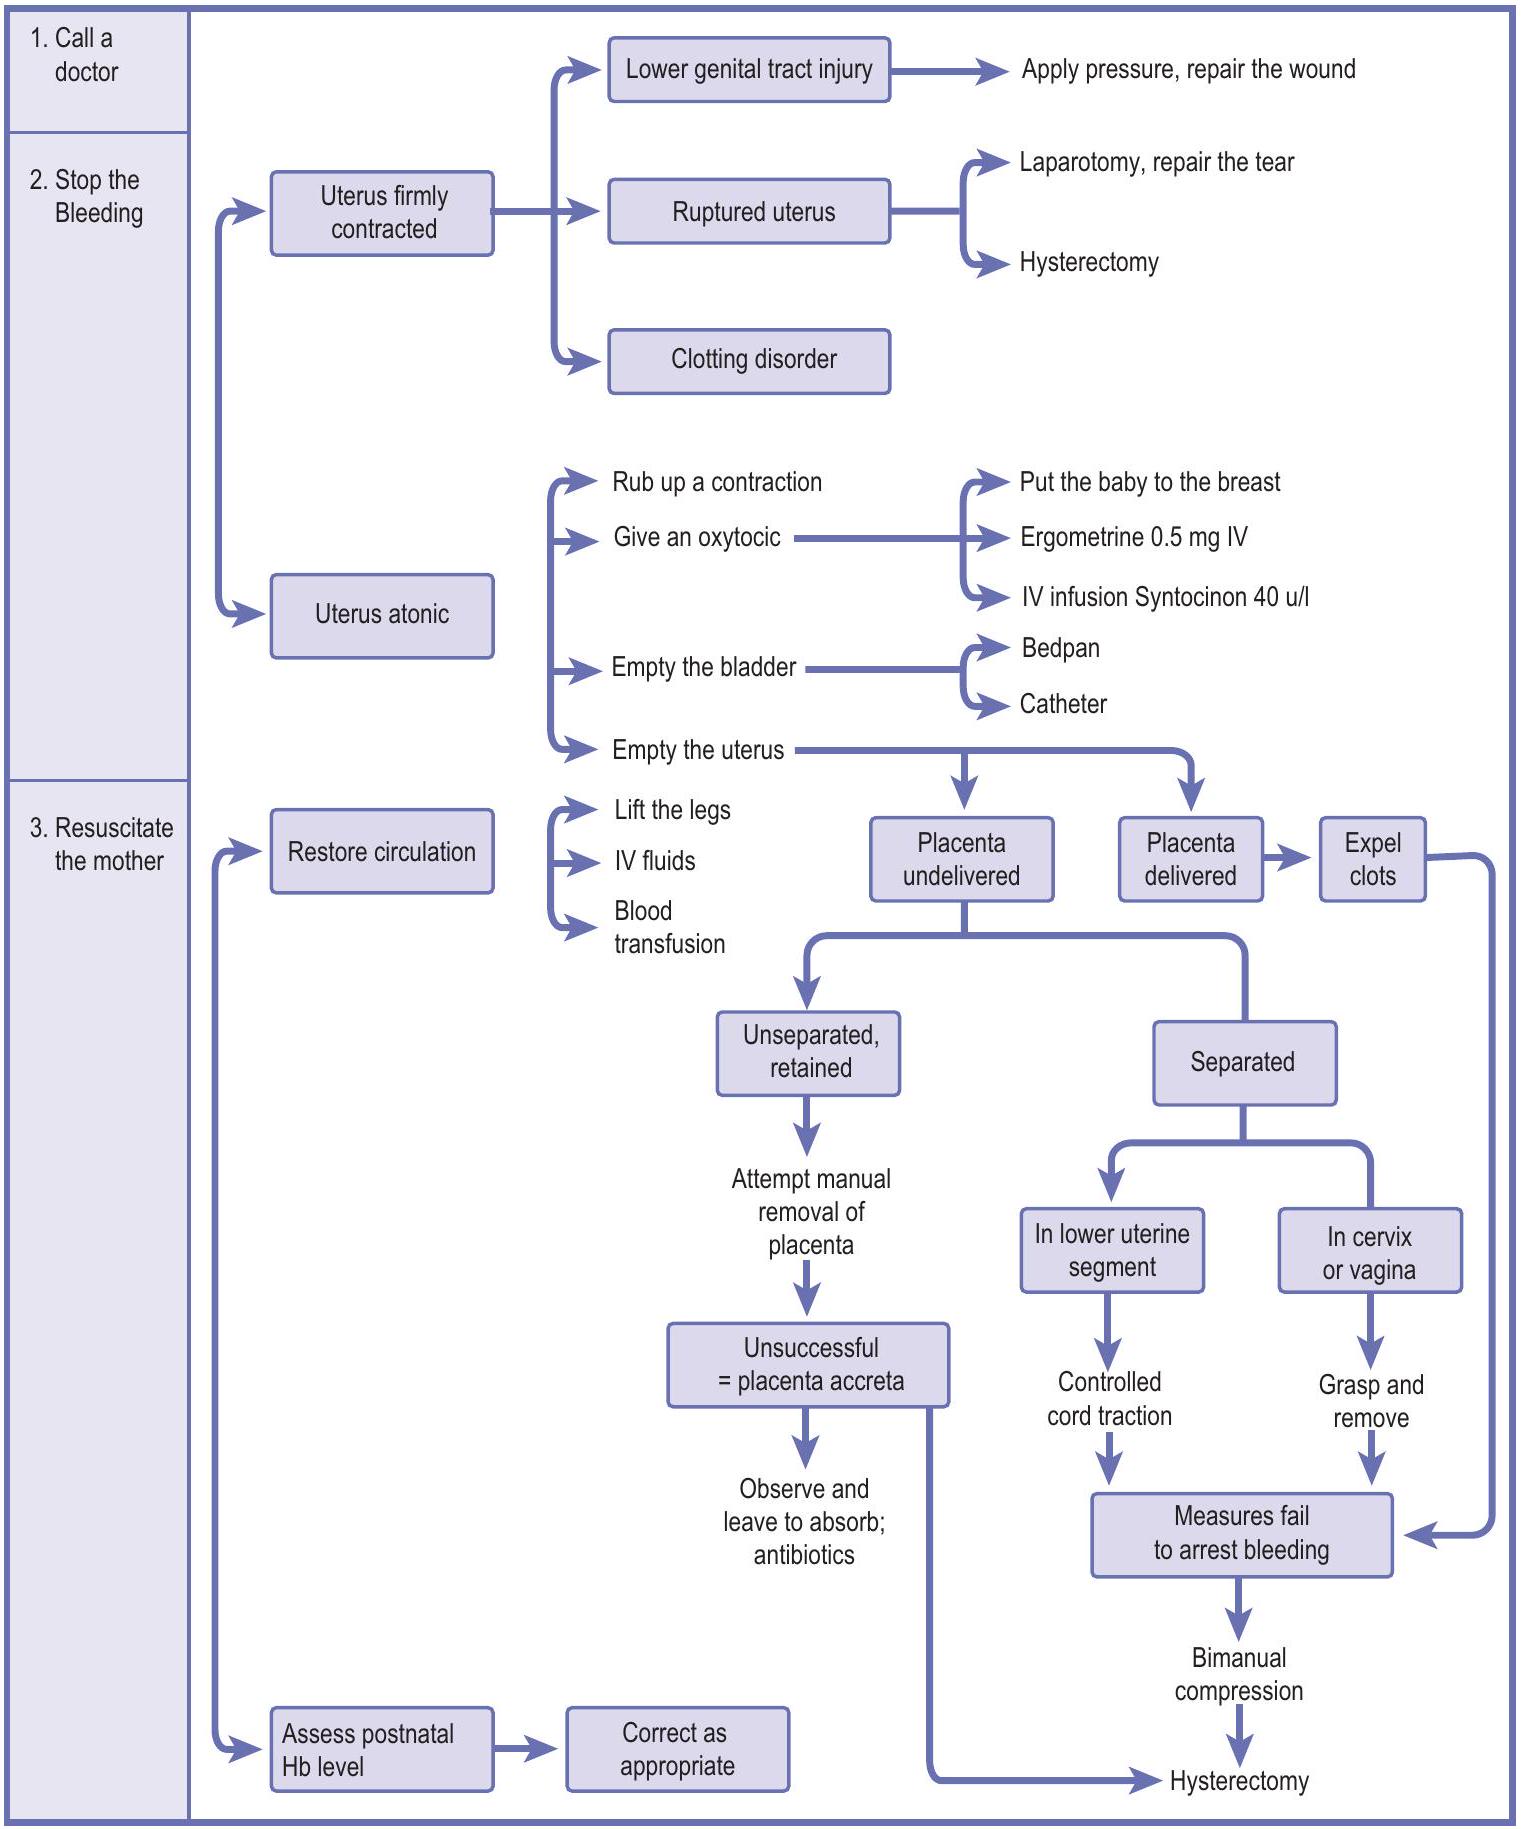 1. Call a
doctor
2. Stop the
Bleeding
3. Resuscitate
the mother
Uterus firmly
contracted
Lower genital tract injury
Apply pressure, repair the wound
Ruptured uterus
Laparotomy, repair the tear
Hysterectomy
Clotting disorder
Uterus atonic
Rub up a contraction
Give an oxytocic
Put the baby to the breast
Ergometrine 0.5 mg IV
IV infusion Syntocinon 40 u/l
Empty the bladder
Bedpan
Catheter
Empty the uterus
Placenta
undelivered
Placenta
delivered
Expel
clots
Unseparated,
retained
Separated
Attempt manual
removal of
placenta
In lower uterine
segment
In cervix
or vagina
Unsuccessful
= placenta accreta
Controlled
cord traction
Grasp and
remove
Observe and
leave to absorb;
antibiotics
Measures fail
to arrest bleeding
Bimanual
compression
Hysterectomy
Restore circulation
Lift the legs
IV fluids
Blood
transfusion
Assess postnatal
Hb level
Correct as
appropriate